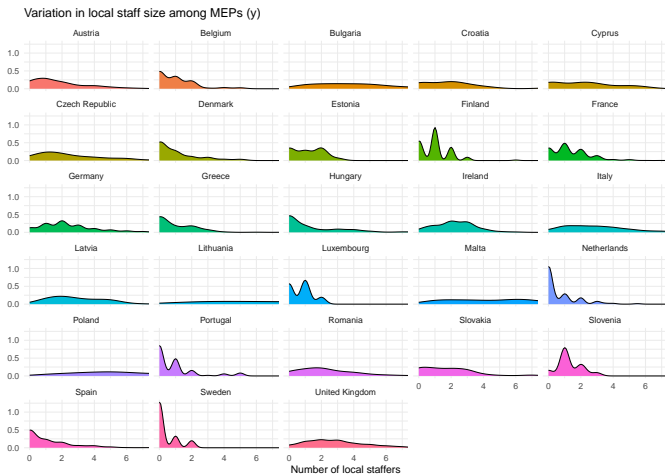 Variation in local staff size among MEPs (y)
Austria Belgium Bulgaria Croatia Cyprus
1.0
0.5
0.0
Czech Republic Denmark Estonia Finland France
1.0
0.5
0.0
Germany Greece Hungary Ireland Italy
1.0
0.5
0.0
Latvia Lithuania Luxembourg Malta Netherlands
1.0
0.5
0.0
Poland Portugal Romania Slovakia Slovenia
1.0
0.5
0.0
0 2 4 6 0 2 4 6
Spain Sweden United Kingdom
1.0
0.5
0.0
0 2 4 6 0 2 4 6 0 2 4 6
Number of local staffers